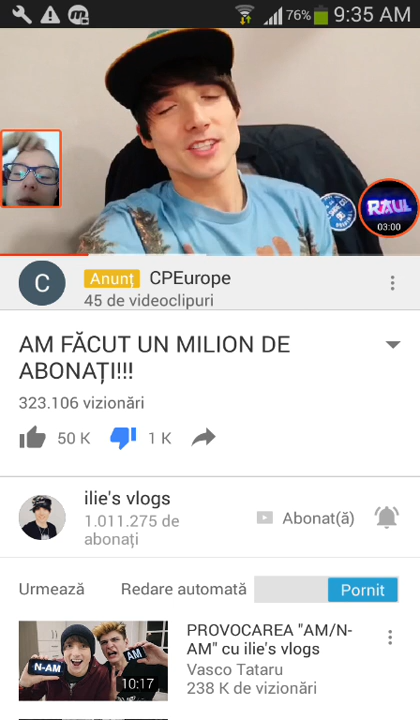 76% 9:35 AM
RAUL
03:00
C
Anunț CPEurope
45 de videoclipuri
AM FĂCUT UN MILION DE
ABONAȚI!!!
323.106 vizionări
50 K 1 K
ilie's vlogs
1.011.275 de
abonați
Abonat(ă)
Urmează Redare automată Pornit
N-AM
AM
10:17
PROVOCAREA "AM/N-
AM" cu ilie's vlogs
Vasco Tataru
238 K de vizionări